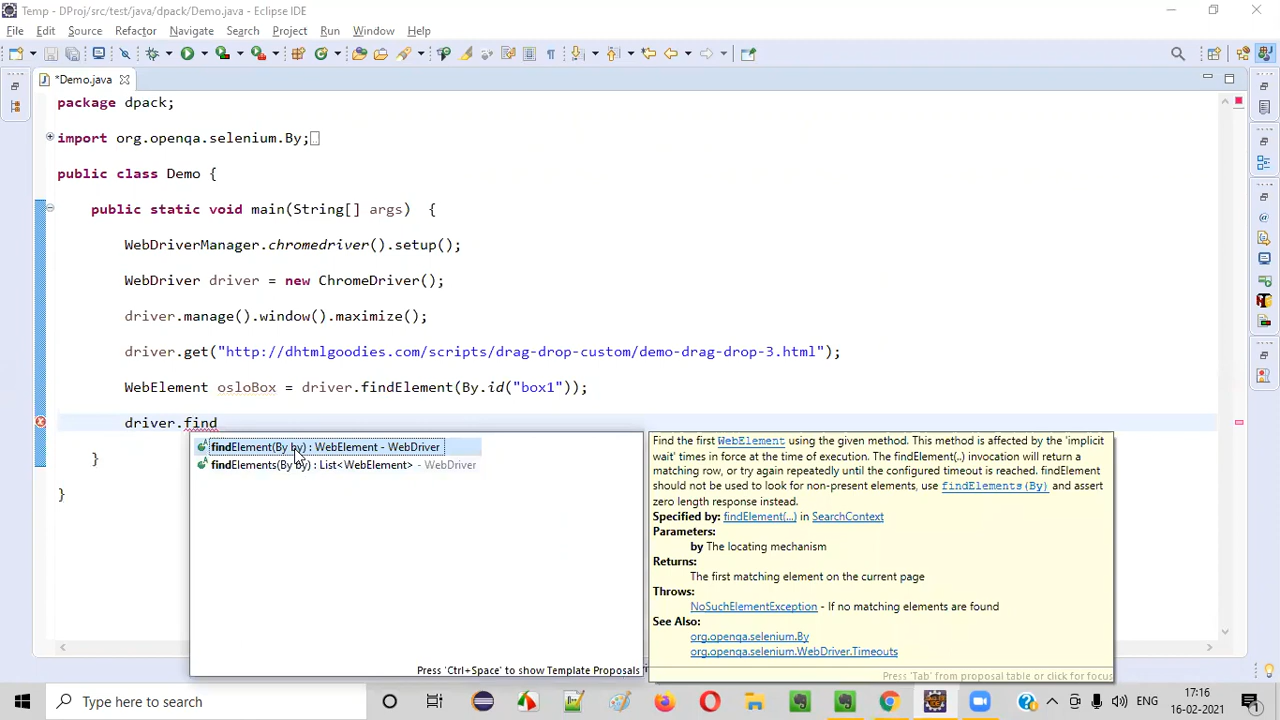 Temp - DProj/src/test/java/dpack/Demo.java - Eclipse IDE
File Edit Source Refactor Navigate Search Project Run Window Help
*Demo.java
package dpack;
import org.openqa.selenium.By;
public class Demo {
public static void main(String[] args) {
WebDriverManager.chromedriver().setup();
WebDriver driver = new ChromeDriver();
driver.manage().window().maximize();
driver.get("http://dhtmlgoodies.com/scripts/drag-drop-custom/demo-drag-drop-3.html");
WebElement osloBox = driver.findElement(By.id("box1"));
driver.find
findElement(By by) : WebElement - WebDriver
findElements(By by) : List<WebElement> - WebDriver
}
}
Press 'Ctrl+Space' to show Template Proposals
Find the first WebElement using the given method. This method is affected by the 'implicit
wait' times in force at the time of execution. The findElement(..) invocation will return a
matching row, or try again repeatedly until the configured timeout is reached. findElement
should not be used to look for non-present elements, use findElements(By) and assert
zero length response instead.
Specified by: findElement(...) in SearchContext
Parameters:
by The locating mechanism
Returns:
The first matching element on the current page
Throws:
NoSuchElementException - If no matching elements are found
See Also:
org.openqa.selenium.By
org.openqa.selenium.WebDriver.Timeouts
Press 'Tab' from proposal table or click for focus
Type here to search
ENG
17:16
16-02-2021